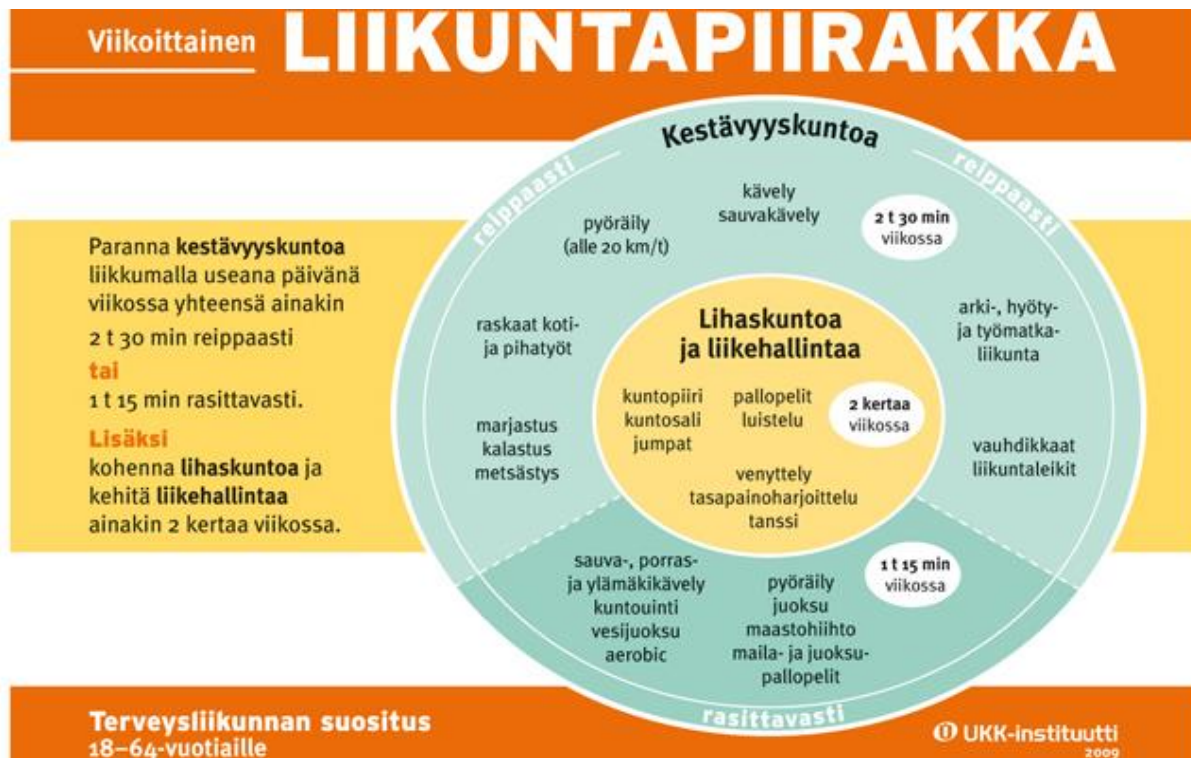 Viikoittainen LIIKUNTAPIIRAKKA
Paranna kestävyyskuntoa
liikkumalla useana päivänä
viikossa yhteensä ainakin
2 t 30 min reippaasti
tai
1 t 15 min rasittavasti.
Lisäksi
kohenna lihaskuntoa ja
kehitä liikehallintaa
ainakin 2 kertaa viikossa.
Kestävyyskuntoa
reippaasti
reippaasti
kävely
sauvakävely
2 t 30 min
viikossa
pyöräily
(alle 20 km/t)
raskaat koti-
ja pihatyöt
arki-, hyöty-
ja työmatka-
liikunta
marjastus
kalastus
metsästys
vauhdikkaat
liikuntaleikit
Lihaskuntoa
ja liikehallintaa
kuntopiiri
kuntosali
jumpat
pallopelit
luistelu
2 kertaa
viikossa
venyttely
tasapainoharjoittelu
tanssi
sauva-, porras-
ja ylämäkikävely
kuntouinti
vesijuoksu
aerobic
pyöräily
juoksu
maastohiihto
maila- ja juoksu-
pallopelit
1 t 15 min
viikossa
rasittavasti
Terveysliikunnan suositus
18–64-vuotiaille
UKK-instituutti
2009